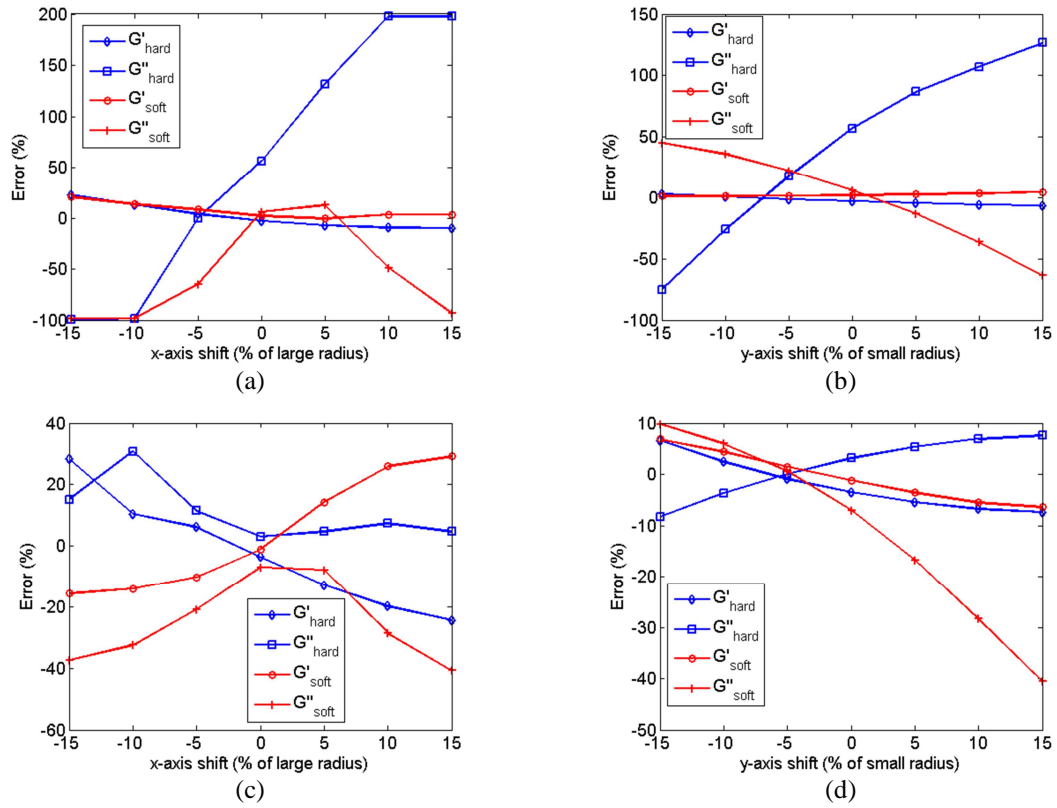 200
150
100
50
0
-50
-100
Error (%)
G'hard
G''hard
G'soft
G''soft
-15 -10 -5 0 5 10 15
x-axis shift (% of large radius)
(a)
150
100
50
0
-50
-100
Error (%)
G'hard
G''hard
G'soft
G''soft
-15 -10 -5 0 5 10 15
y-axis shift (% of small radius)
(b)
40
20
0
-20
-40
-60
Error (%)
G'hard
G''hard
G'soft
G''soft
-15 -10 -5 0 5 10 15
x-axis shift (% of large radius)
(c)
10
0
-10
-20
-30
-40
-50
Error (%)
G'hard
G''hard
G'soft
G''soft
-15 -10 -5 0 5 10 15
y-axis shift (% of small radius)
(d)